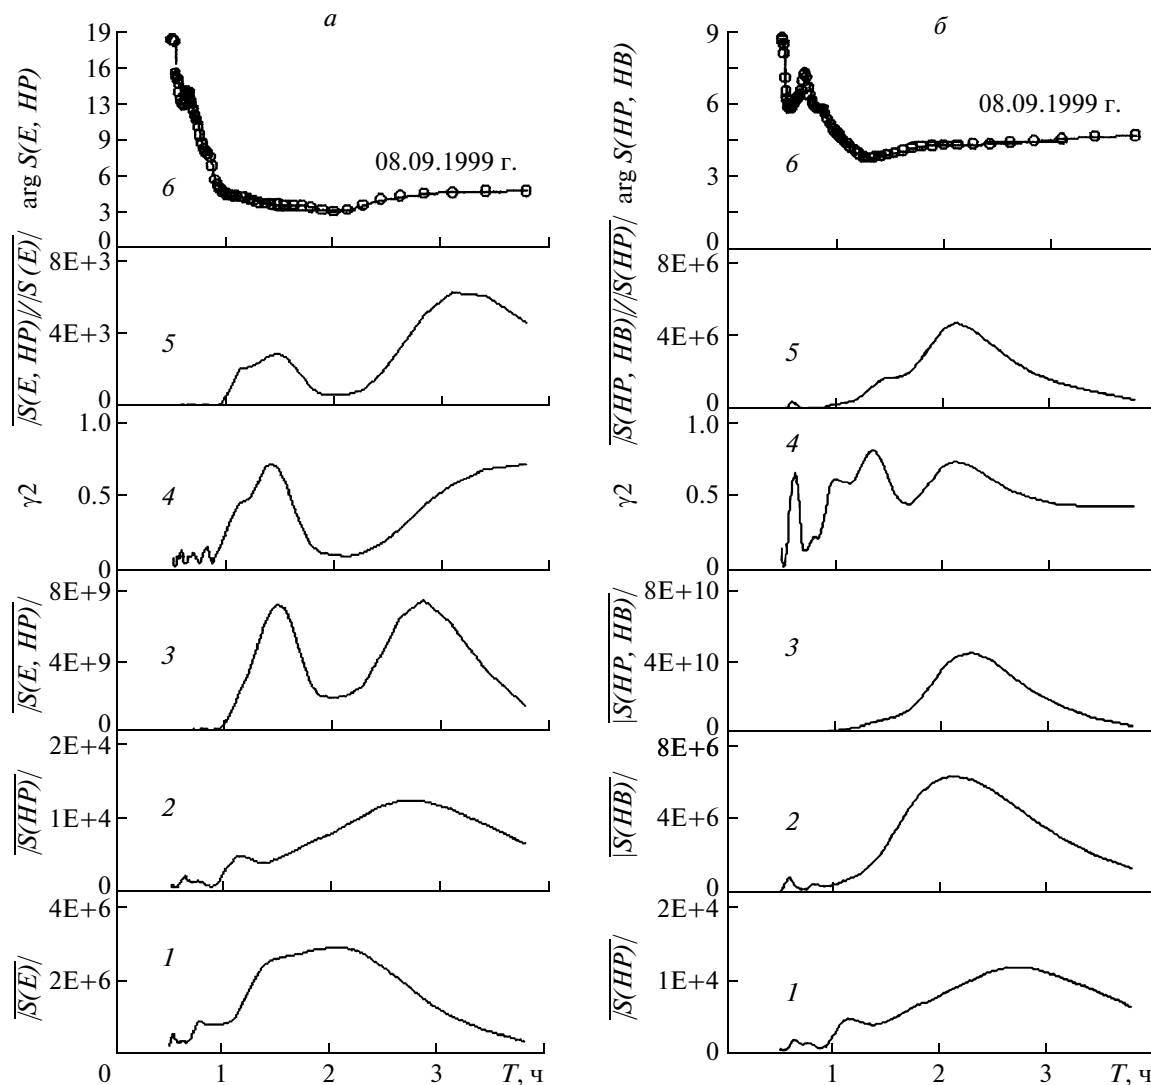 а
19
16
13
9
6
3
0
arg S(E, HP)
08.09.1999 г.
6
8E+3
4E+3
0
|S(E, HP)|/|S(E)|
5
1.0
0.5
0
γ2
4
8E+9
4E+9
0
|S(E, HP)|
3
2E+4
1E+4
0
|S(HP)|
2
4E+6
2E+6
0
|S(E)|
1
1
2
3
T, ч
б
9
6
3
0
arg S(HP, HB)
08.09.1999 г.
6
8E+6
4E+6
0
|S(HP, HB)|/|S(HP)|
5
1.0
0.5
0
γ2
4
8E+10
4E+10
0
|S(HP, HB)|
3
8E+6
4E+6
0
|S(HB)|
2
2E+4
1E+4
0
|S(HP)|
1
1
2
3
T, ч